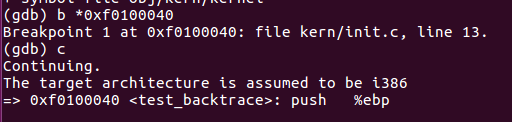 + symbol-file obj/kern/kernel
(gdb) b *0xf0100040
Breakpoint 1 at 0xf0100040: file kern/init.c, line 13.
(gdb) c
Continuing.
The target architecture is assumed to be i386
=> 0xf0100040 <test_backtrace>: push   %ebp